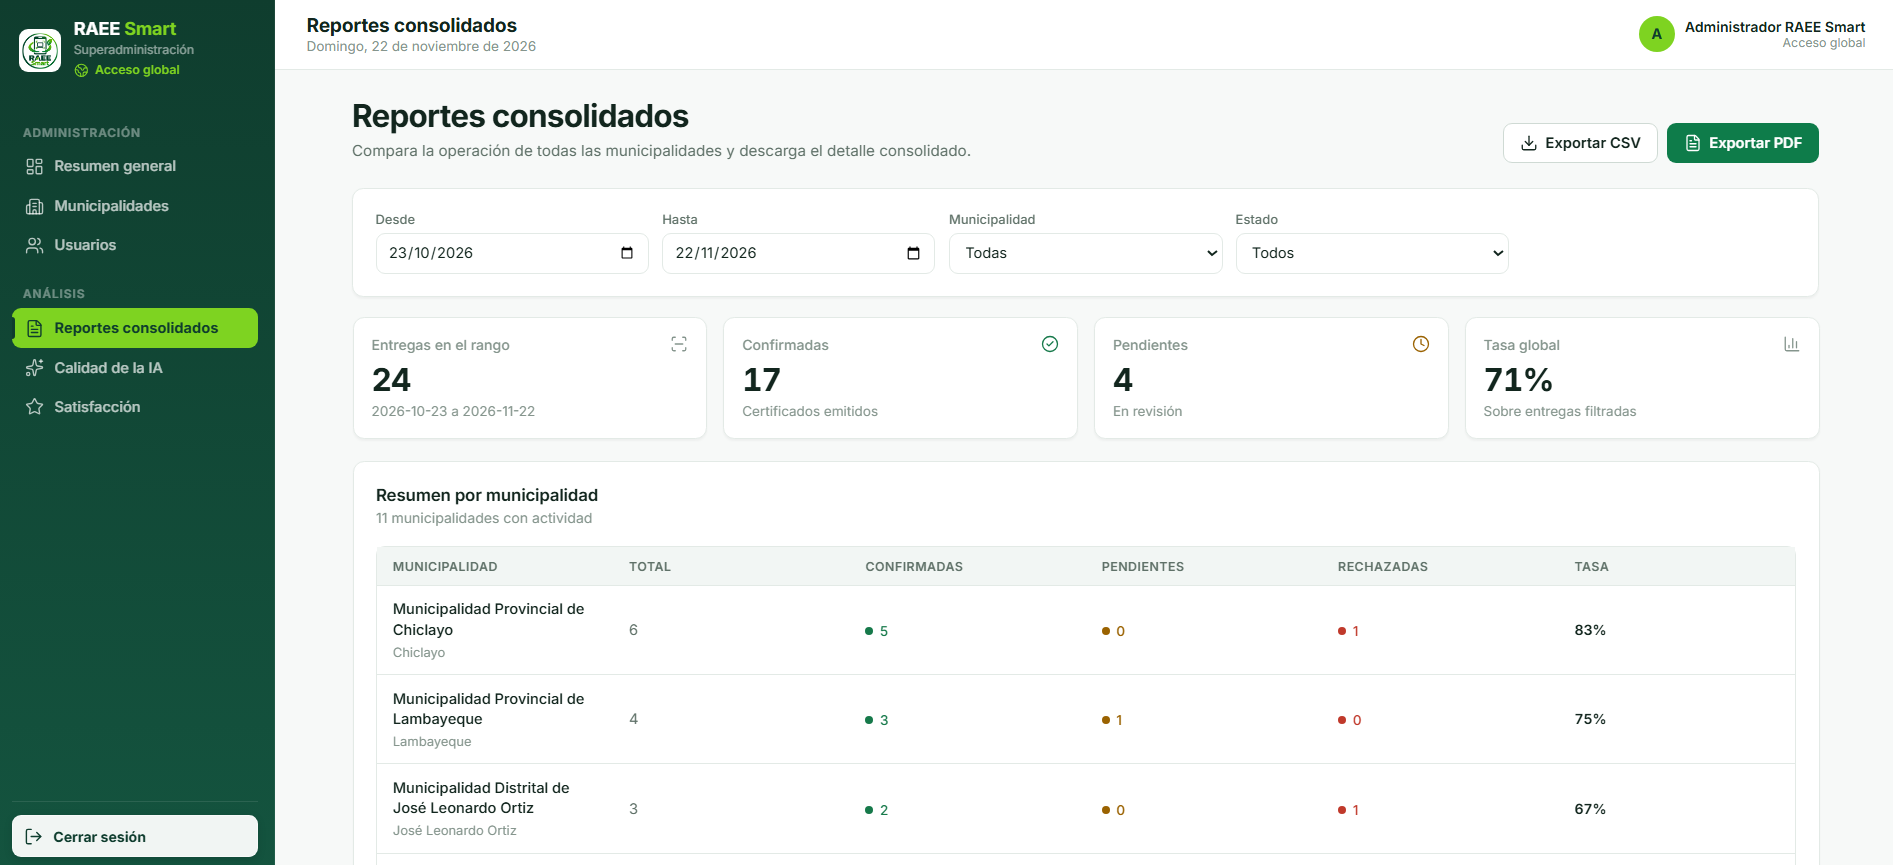 RAEE Smart
Superadministración
Acceso global
ADMINISTRACIÓN
Resumen general
Municipalidades
Usuarios
ANÁLISIS
Reportes consolidados
Calidad de la IA
Satisfacción
Cerrar sesión
Reportes consolidados
Domingo, 22 de noviembre de 2026
A
Administrador RAEE Smart
Acceso global
Reportes consolidados
Compara la operación de todas las municipalidades y descarga el detalle consolidado.
Exportar CSV
Exportar PDF
Desde
Hasta
Municipalidad
Estado
23/10/2026
22/11/2026
Todas
Todos
Entregas en el rango
24
2026-10-23 a 2026-11-22
Confirmadas
17
Certificados emitidos
Pendientes
4
En revisión
Tasa global
71%
Sobre entregas filtradas
Resumen por municipalidad
11 municipalidades con actividad
MUNICIPALIDAD TOTAL CONFIRMADAS PENDIENTES RECHAZADAS TASA
Municipalidad Provincial de
Chiclayo
Chiclayo
6 5 0 1 83%
Municipalidad Provincial de
Lambayeque
Lambayeque
4 3 1 0 75%
Municipalidad Distrital de
José Leonardo Ortiz
José Leonardo Ortiz
3 2 0 1 67%